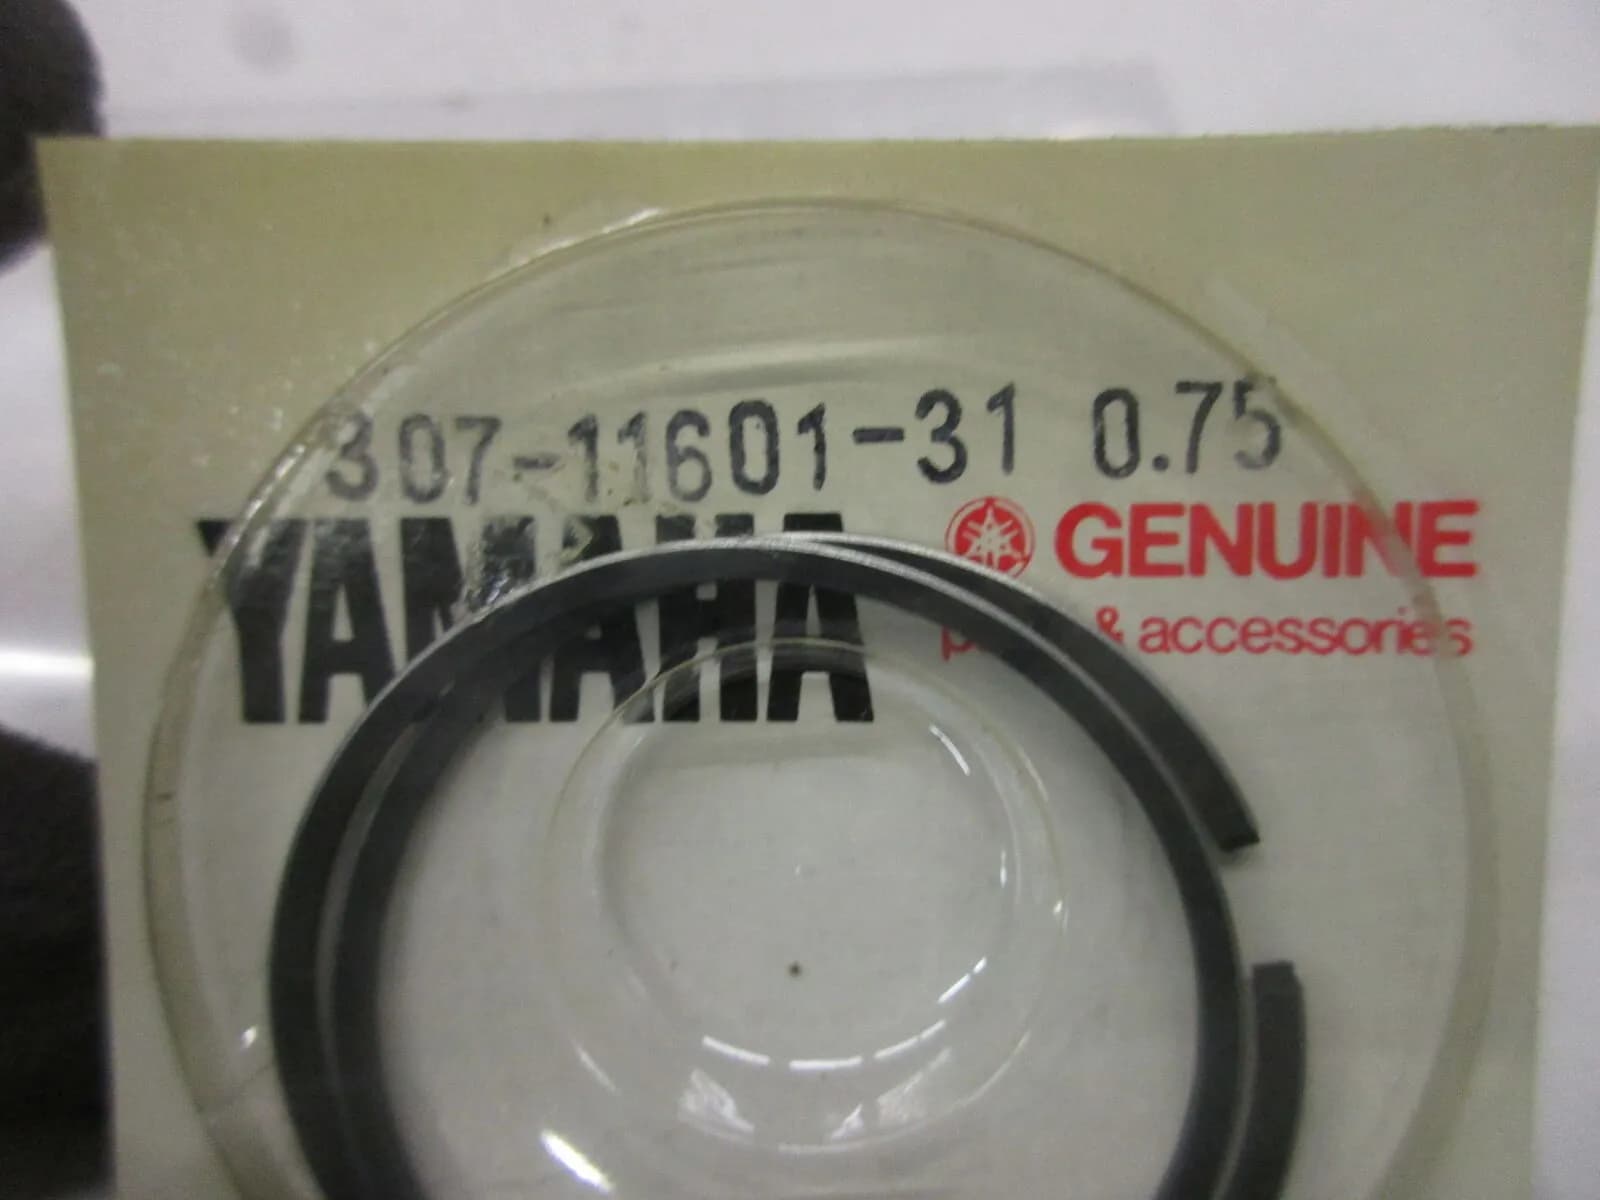 307-11601-31 0.75
YAMAHA GENUINE
& accessories